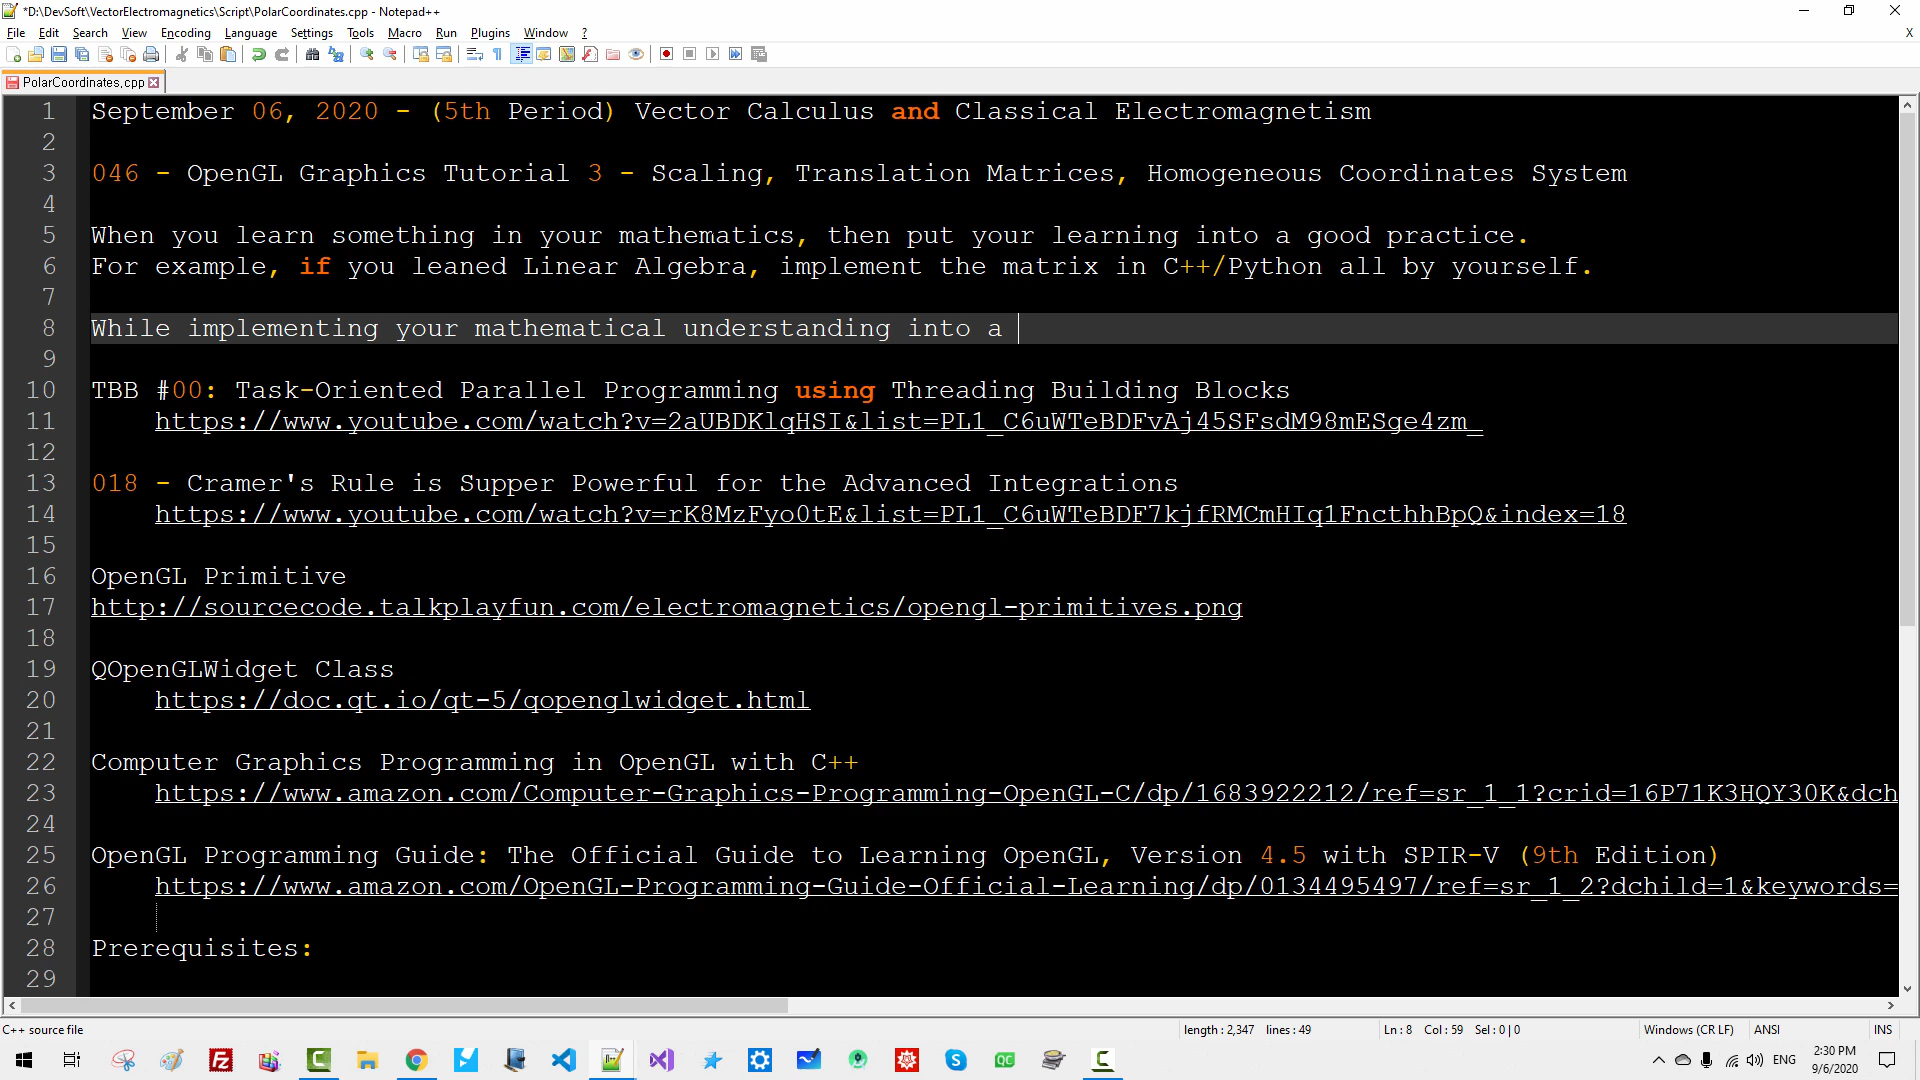 *D:\DevSoft\VectorElectromagnetics\Script\PolarCoordinates.cpp - Notepad++
File Edit Search View Encoding Language Settings Tools Macro Run Plugins Window ? X
PolarCoordinates.cpp
1 September 06, 2020 - (5th Period) Vector Calculus and Classical Electromagnetism
2
3 046 - OpenGL Graphics Tutorial 3 - Scaling, Translation Matrices, Homogeneous Coordinates System
4
5 When you learn something in your mathematics, then put your learning into a good practice.
6 For example, if you leaned Linear Algebra, implement the matrix in C++/Python all by yourself.
7
8 While implementing your mathematical understanding into a
9
10 TBB #00: Task-Oriented Parallel Programming using Threading Building Blocks
11 https://www.youtube.com/watch?v=2aUBDKlqHSI&list=PL1_C6uWTeBDFvAj45SFsdM98mESge4zm_
12
13 018 - Cramer's Rule is Supper Powerful for the Advanced Integrations
14 https://www.youtube.com/watch?v=rK8MzFyo0tE&list=PL1_C6uWTeBDF7kjfRMCmHIq1FncthhBpQ&index=18
15
16 OpenGL Primitive
17 http://sourcecode.talkplayfun.com/electromagnetics/opengl-primitives.png
18
19 QOpenGLWidget Class
20 https://doc.qt.io/qt-5/qopenglwidget.html
21
22 Computer Graphics Programming in OpenGL with C++
23 https://www.amazon.com/Computer-Graphics-Programming-OpenGL-C/dp/1683922212/ref=sr_1_1?crid=16P71K3HQY30K&dch
24
25 OpenGL Programming Guide: The Official Guide to Learning OpenGL, Version 4.5 with SPIR-V (9th Edition)
26 https://www.amazon.com/OpenGL-Programming-Guide-Official-Learning/dp/0134495497/ref=sr_1_2?dchild=1&keywords=
27
28 Prerequisites:
29
C++ source file length : 2,347 lines : 49 Ln : 8 Col : 59 Sel : 0 | 0 Windows (CR LF) ANSI INS
ENG 2:30 PM
9/6/2020